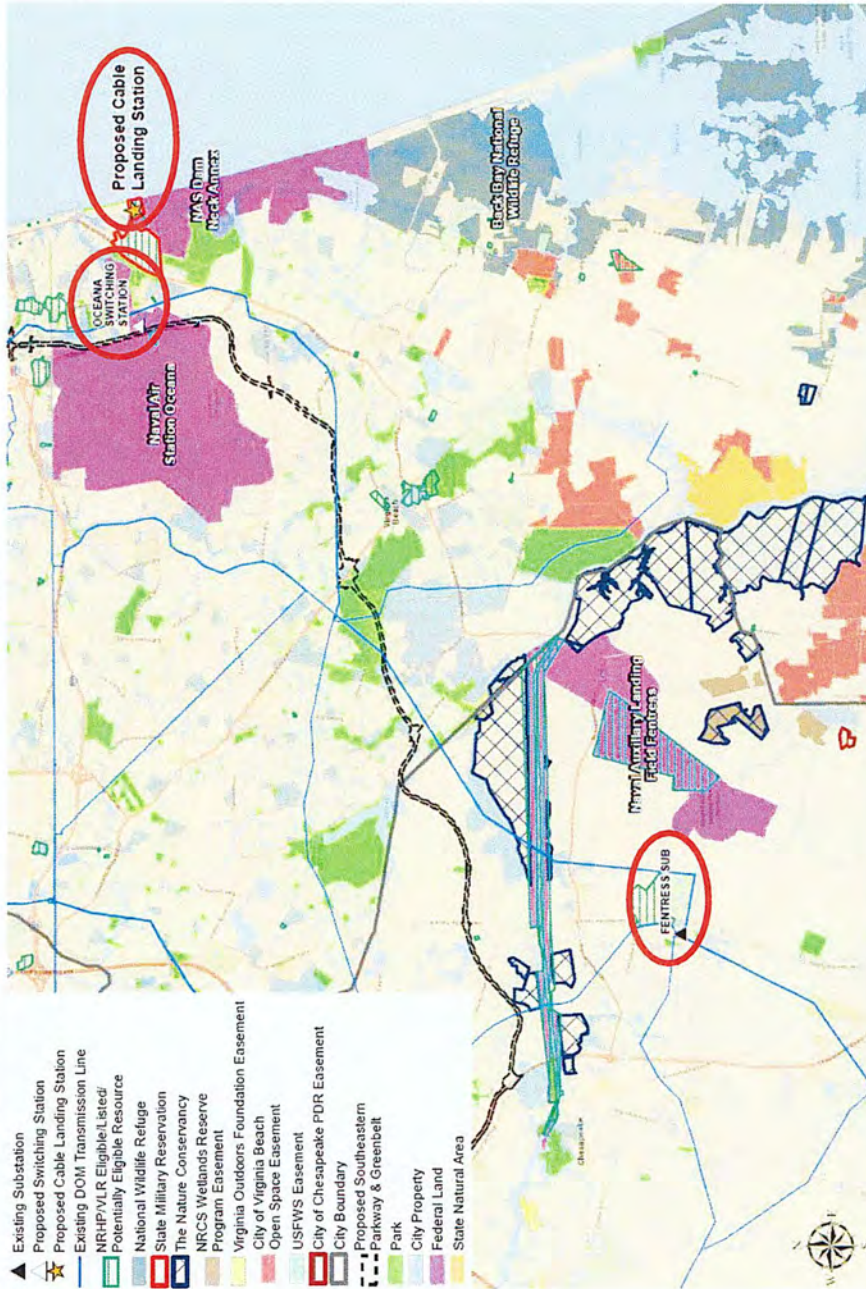 Existing Substation
Proposed Switching Station
Proposed Cable Landing Station
Existing DOM Transmission Line
NRHP/VLR Eligible/Listed/
Potentially Eligible Resource
National Wildlife Refuge
State Military Reservation
The Nature Conservancy
NRCS Wetlands Reserve
Program Easement
Virginia Outdoors Foundation Easement
City of Virginia Beach
Open Space Easement
USFWS Easement
City of Chesapeake PDR Easement
City Boundary
Proposed Southeastern
Parkway & Greenbelt
Park
City Property
Federal Land
State Natural Area
Proposed Cable
Landing Station
OCEANA
SWITCHING
STATION
NAS Dam
Neck Annex
Naval Air
Station Oceana
Back Bay National
Wildlife Refuge
Virginia
Beach
Naval Auxiliary Landing
Field Fentress
FENTRESS SUB
Chesapeake
N
E
S
W